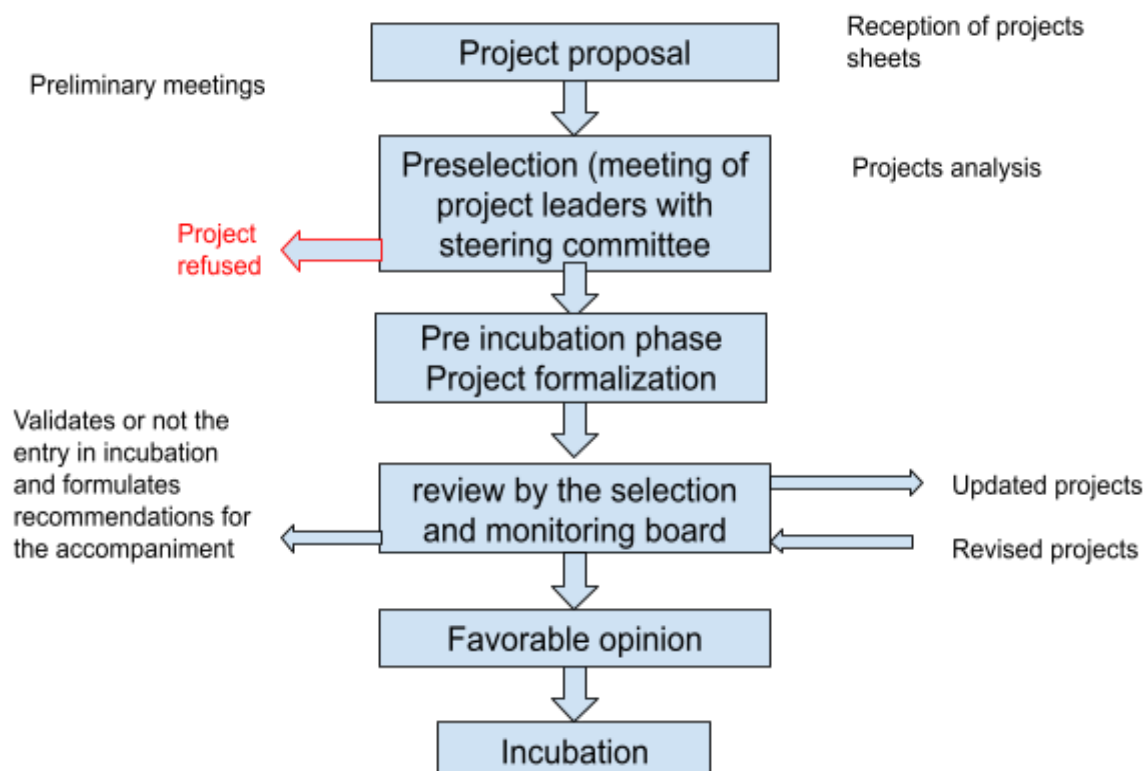 Project proposal
Reception of projects
sheets
Preliminary meetings
Preselection (meeting of
project leaders with
steering committee
Projects analysis
Project
refused
Pre incubation phase
Project formalization
Validates or not the
entry in incubation
and formulates
recommendations for
the accompaniment
review by the selection
and monitoring board
Updated projects
Revised projects
Favorable opinion
Incubation